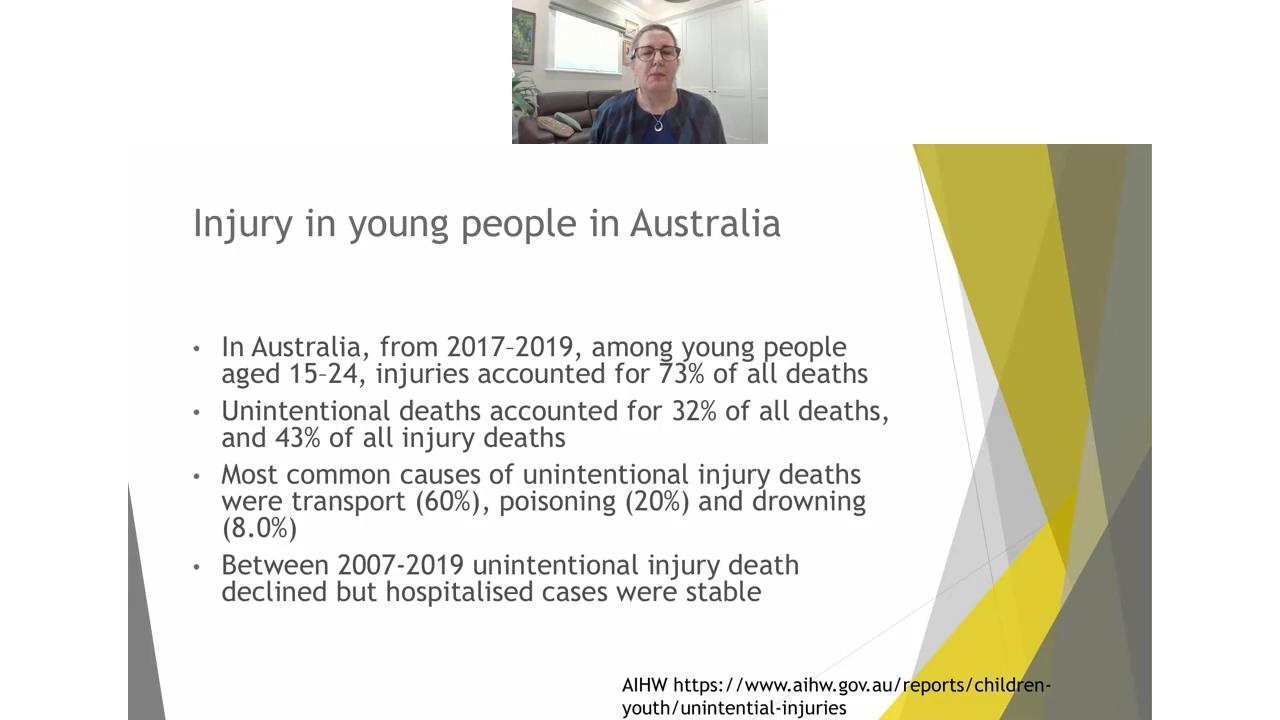 Injury in young people in Australia
• In Australia, from 2017–2019, among young people
aged 15–24, injuries accounted for 73% of all deaths
• Unintentional deaths accounted for 32% of all deaths,
and 43% of all injury deaths
• Most common causes of unintentional injury deaths
were transport (60%), poisoning (20%) and drowning
(8.0%)
• Between 2007-2019 unintentional injury death
declined but hospitalised cases were stable
AIHW https://www.aihw.gov.au/reports/children-
youth/unintential-injuries